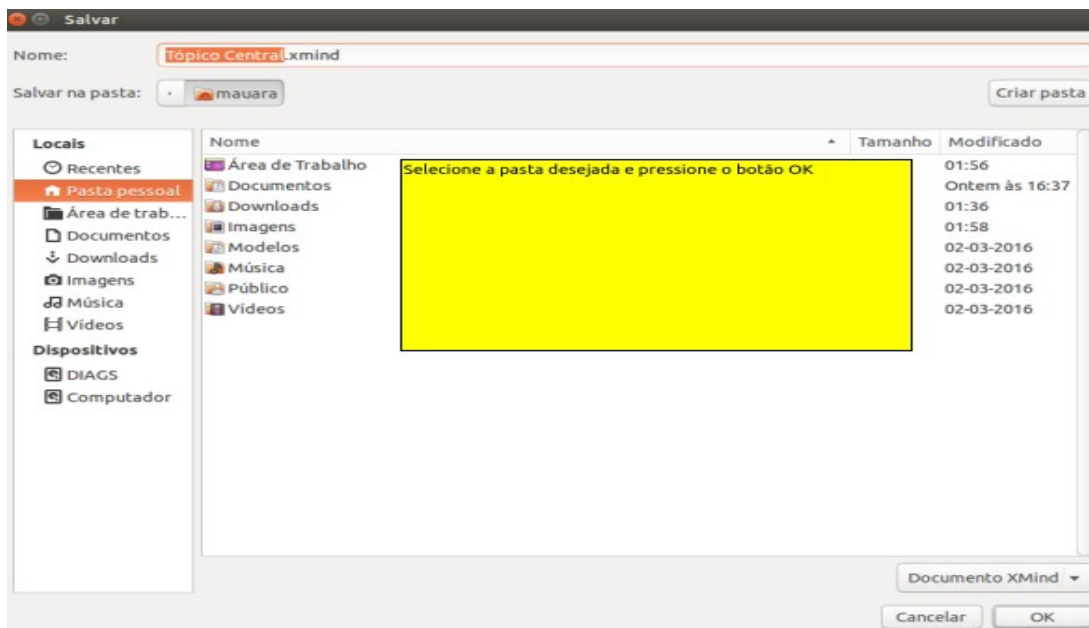 Salvar
Nome: Tópico Central.xmind
Salvar na pasta: mauara Criar pasta
Locais
Recentes
Pasta pessoal
Área de trab...
Documentos
Downloads
Imagens
Música
Vídeos
Dispositivos
DIAGS
Computador
Nome Tamanho Modificado
Área de Trabalho 01:56
Documentos Ontem às 16:37
Downloads 01:36
Imagens 01:58
Modelos 02-03-2016
Música 02-03-2016
Público 02-03-2016
Vídeos 02-03-2016
Selecione a pasta desejada e pressione o botão OK
Documento XMind
Cancelar OK